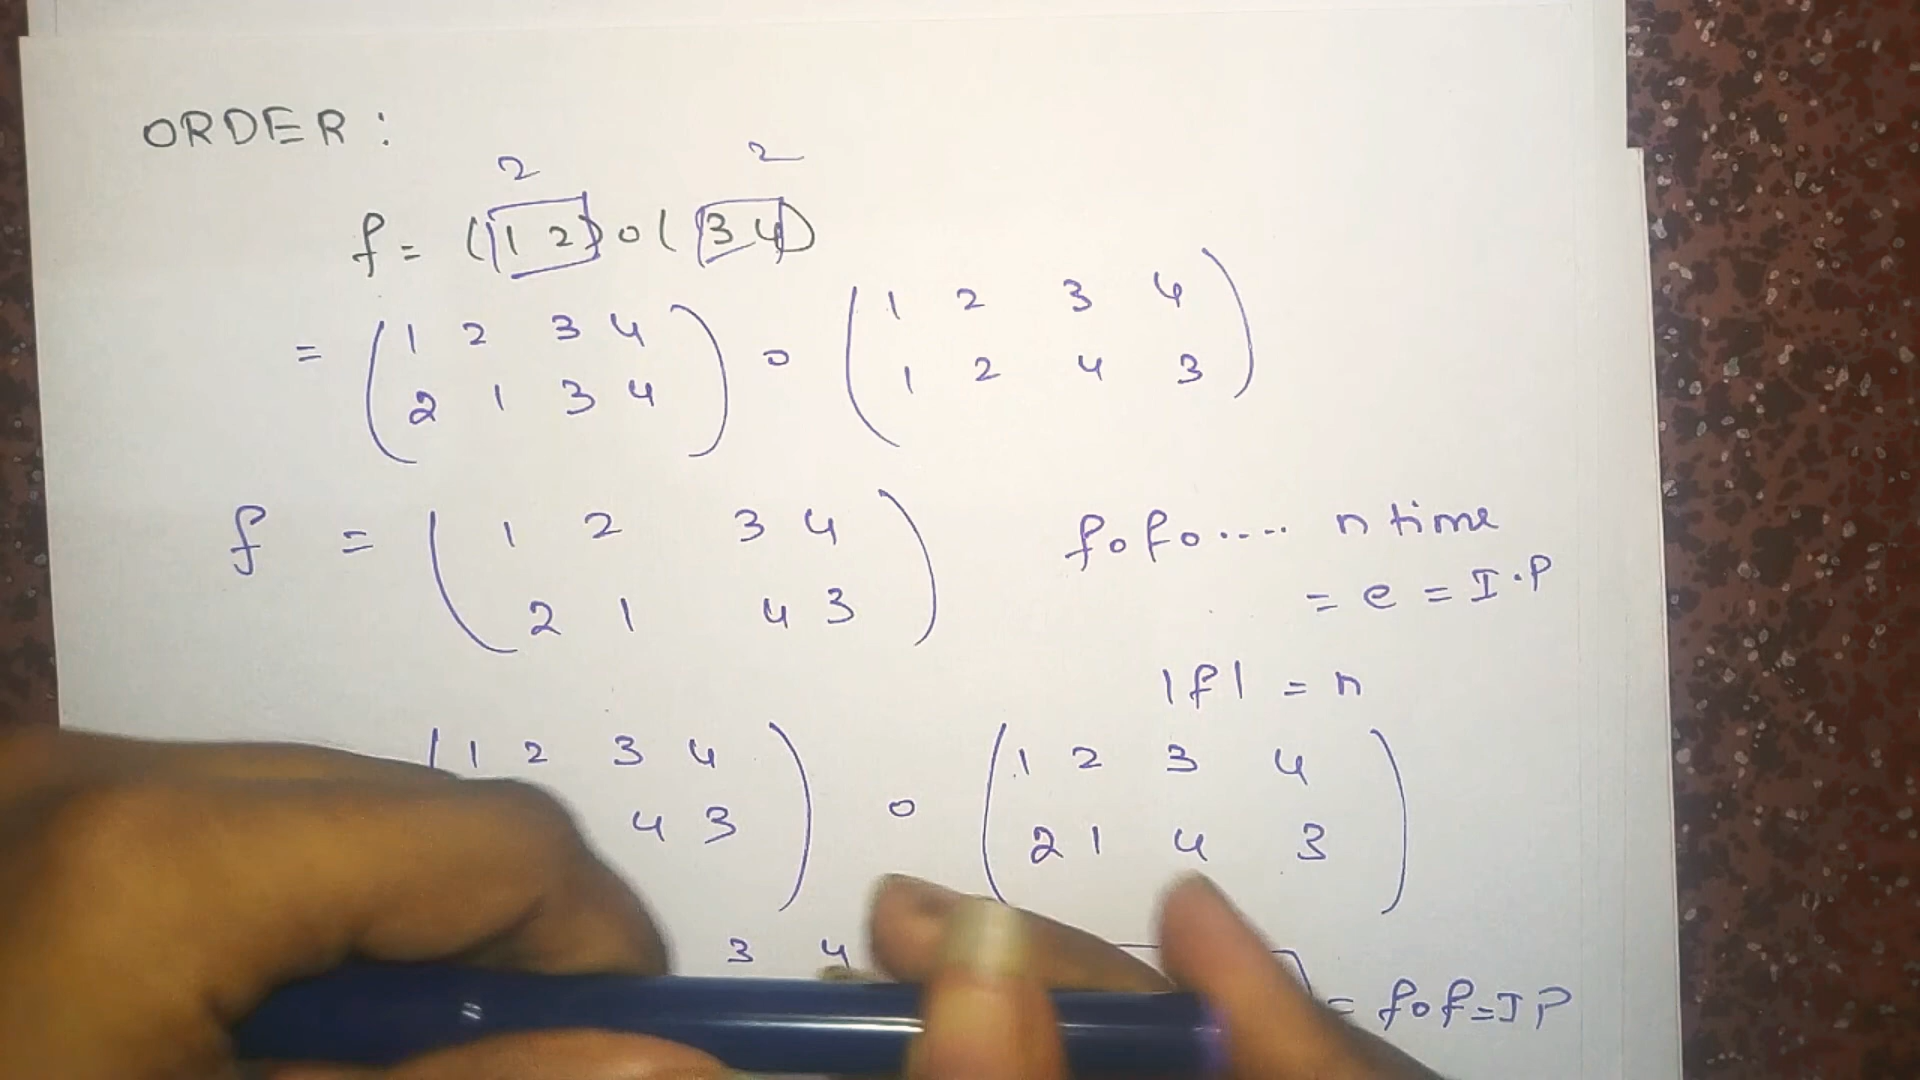 ORDER :
2 2
f = (1 2) o (3 4)
= ( 1 2 3 4 ) o ( 1 2 3 4 )
2 1 3 4 1 2 4 3
f = ( 1 2 3 4 )
2 1 4 3
fofo.... n time
= e = I.P
|f| = n
( 1 2 3 4 ) o ( 1 2 3 4 )
4 3 2 1 4 3
3 4
= fof=IP